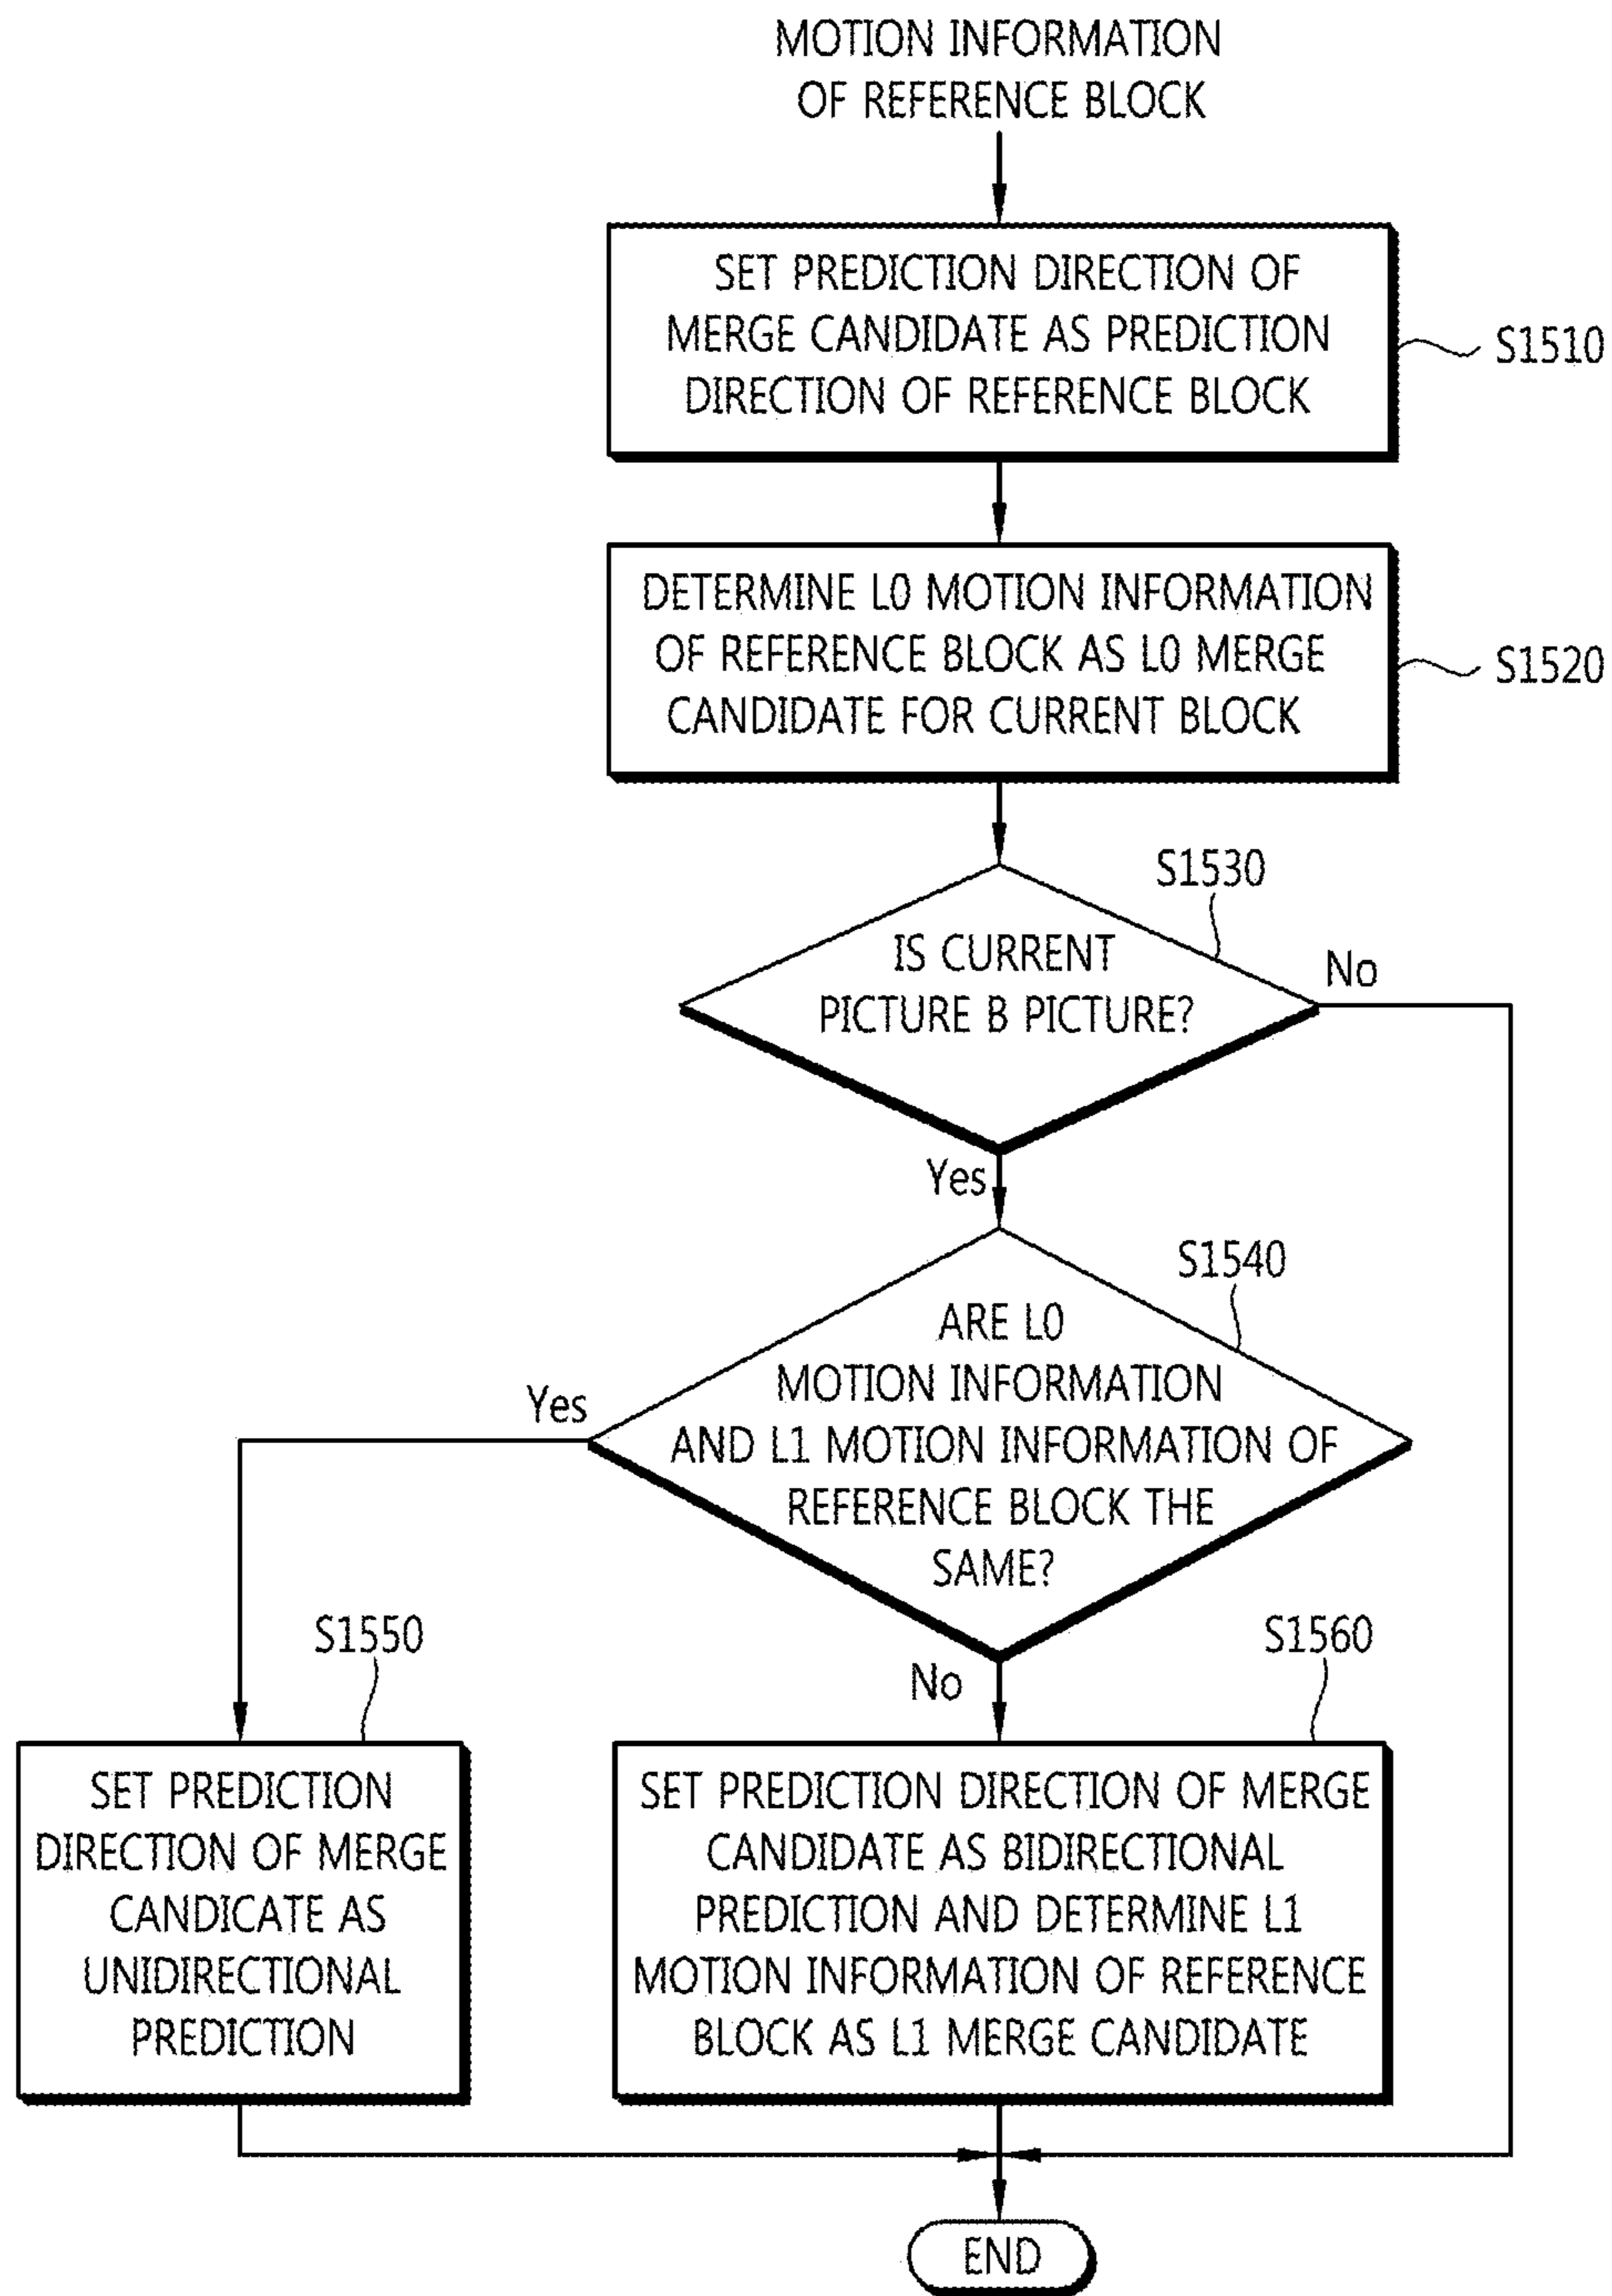 MOTION INFORMATION
OF REFERENCE BLOCK
SET PREDICTION DIRECTION OF
MERGE CANDIDATE AS PREDICTION
DIRECTION OF REFERENCE BLOCK
S1510
DETERMINE L0 MOTION INFORMATION
OF REFERENCE BLOCK AS L0 MERGE
CANDIDATE FOR CURRENT BLOCK
S1520
S1530
IS CURRENT
PICTURE B PICTURE?
No
Yes
S1540
ARE L0
MOTION INFORMATION
AND L1 MOTION INFORMATION OF
REFERENCE BLOCK THE
SAME?
Yes
No
S1550
SET PREDICTION
DIRECTION OF MERGE
CANDICATE AS
UNIDIRECTIONAL
PREDICTION
S1560
SET PREDICTION DIRECTION OF MERGE
CANDIDATE AS BIDIRECTIONAL
PREDICTION AND DETERMINE L1
MOTION INFORMATION OF REFERENCE
BLOCK AS L1 MERGE CANDIDATE
END